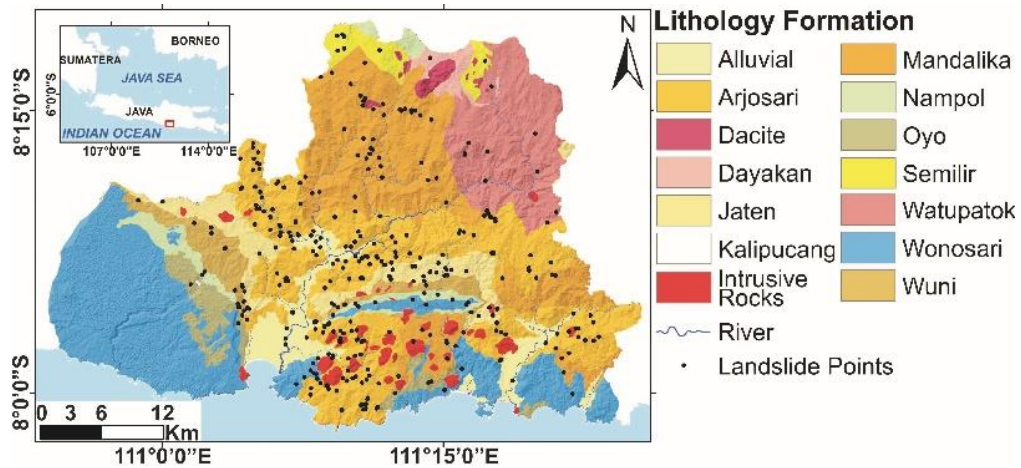 N
SUMATERA
BORNEO
JAVA SEA
JAVA
INDIAN OCEAN
6°0'0"S
107°0'0"E 114°0'0"E
8°15'0"S
8°0'0"S
0 3 6 12
Km
111°0'0"E 111°15'0"E
Lithology Formation
Alluvial
Arjosari
Dacite
Dayakan
Jaten
Kalipucang
Intrusive
Rocks
River
Landslide Points
Mandalika
Nampol
Oyo
Semilir
Watupatok
Wonosari
Wuni